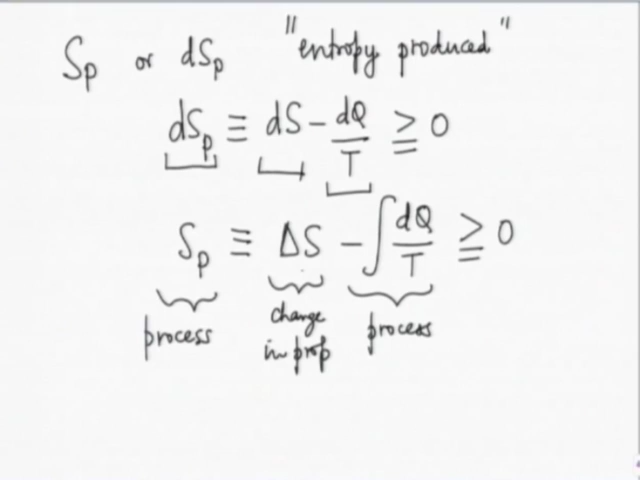 Sp or dSp "entropy produced"
dSp ≡ dS − dQ/T ≧ 0
Sp ≡ ΔS − ∫ dQ/T ≧ 0
process change in prop process